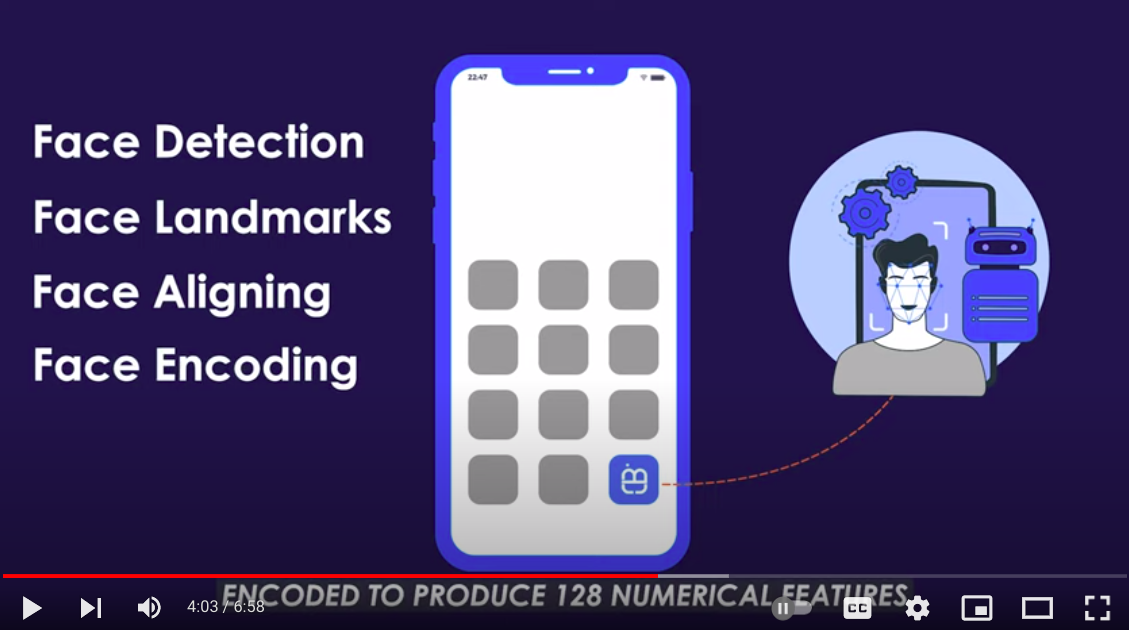 22:47
Face Detection
Face Landmarks
Face Aligning
Face Encoding
ENCODED TO PRODUCE 128 NUMERICAL FEATURES
4:03 / 6:58
CC